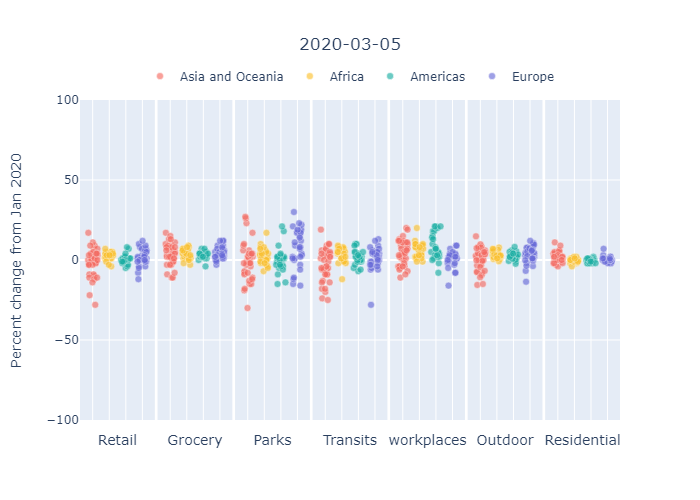 2020-03-05
Asia and Oceania Africa Americas Europe
Percent change from Jan 2020
100
50
0
−50
−100
Retail Grocery Parks Transits workplaces Outdoor Residential